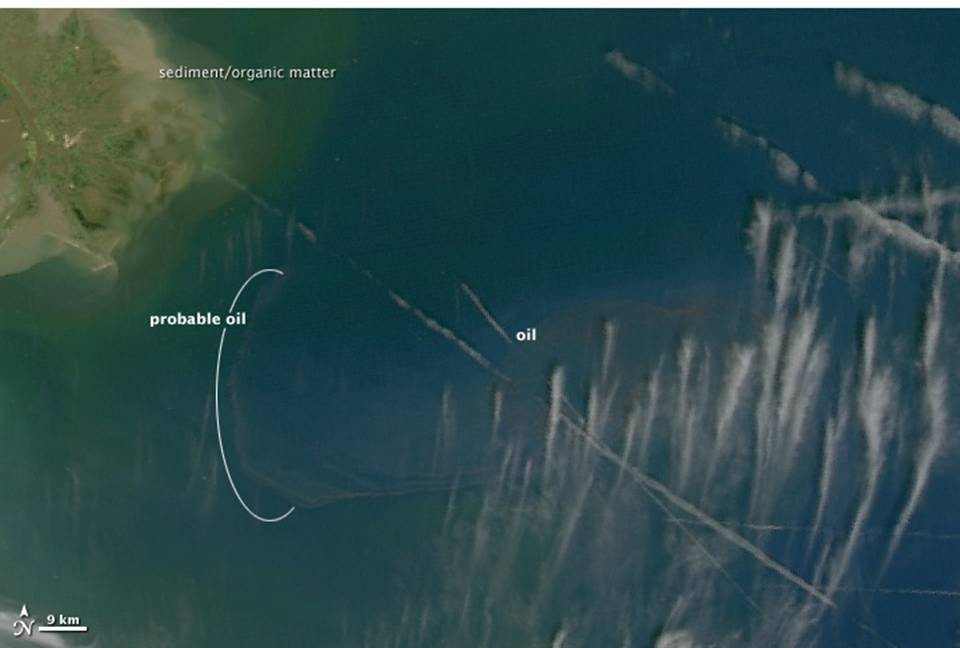 sediment/organic matter
probable oil
oil
N 9 km